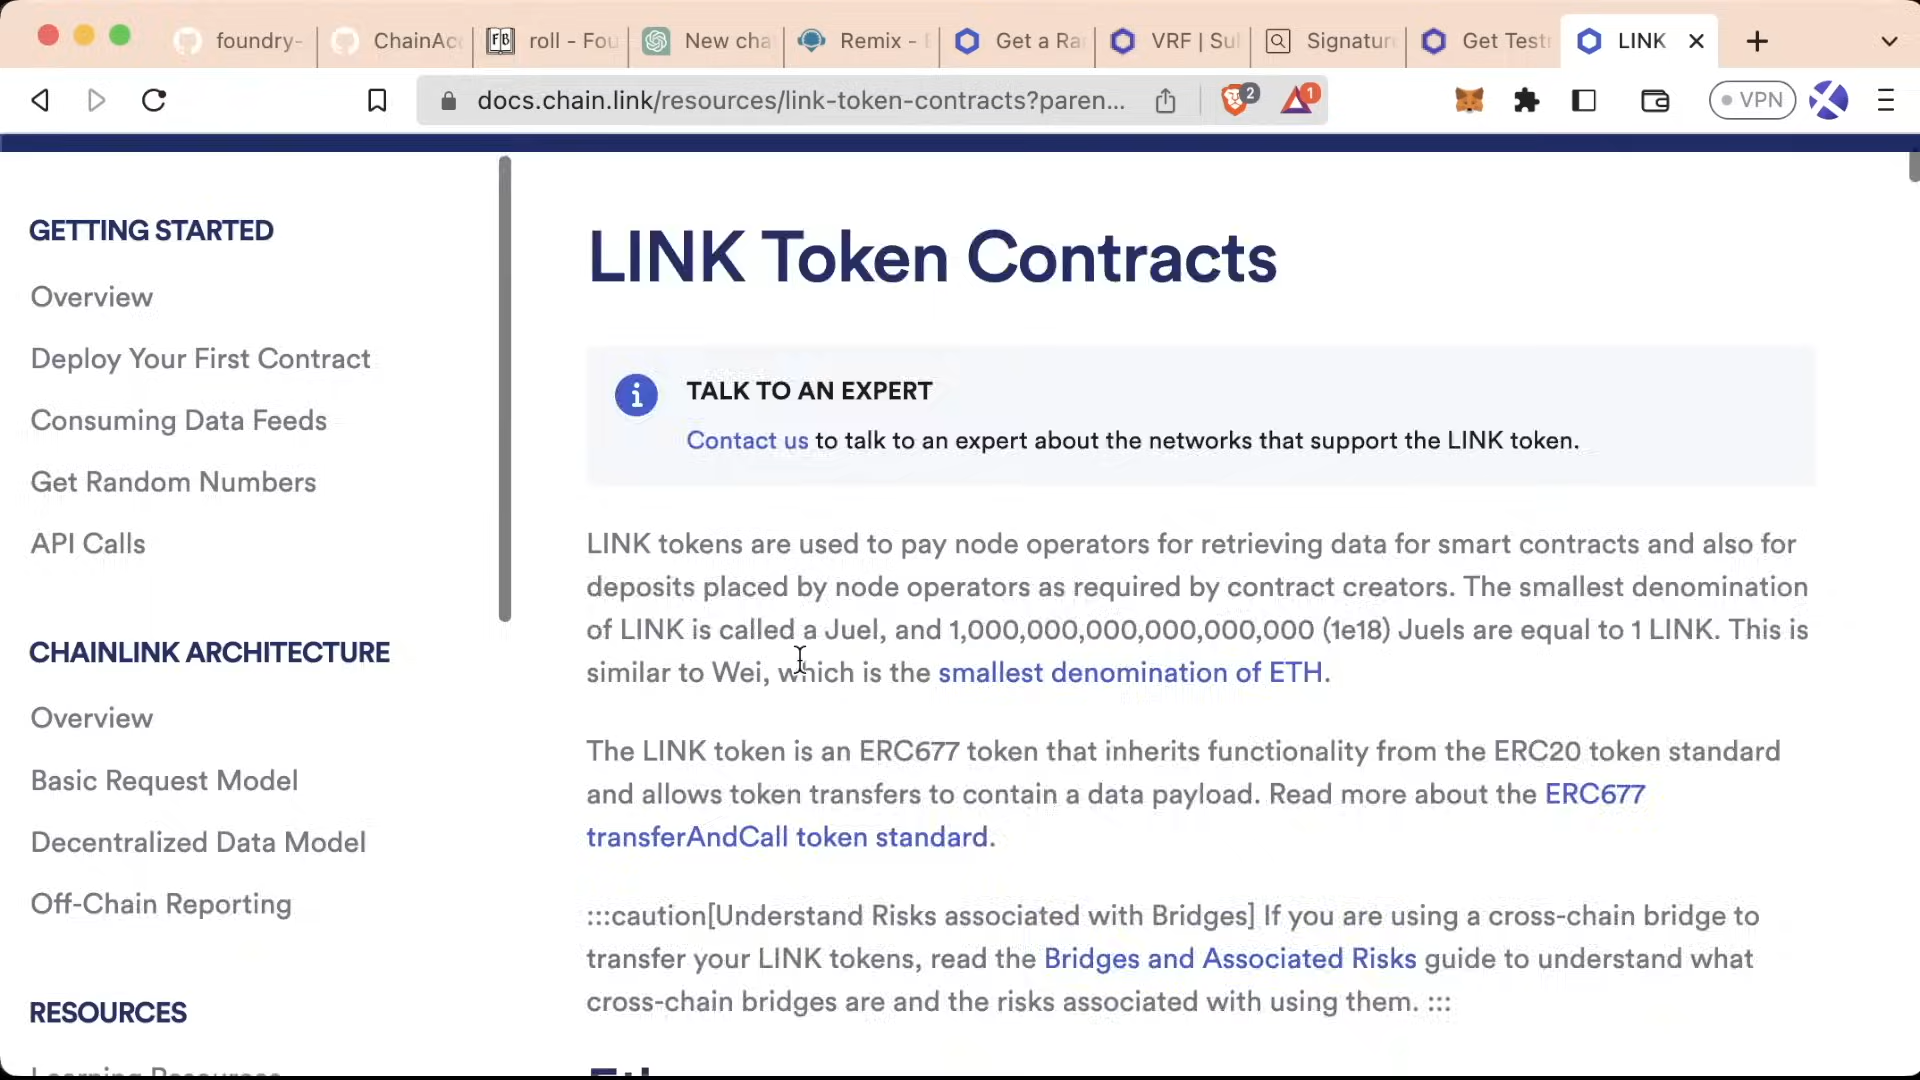 foundry-
ChainAcc
roll - Fou
New cha
Remix - E
Get a Ra
VRF | Sul
Signatur
Get Testn
LINK
docs.chain.link/resources/link-token-contracts?paren...
2
1
VPN
GETTING STARTED
Overview
Deploy Your First Contract
Consuming Data Feeds
Get Random Numbers
API Calls
CHAINLINK ARCHITECTURE
Overview
Basic Request Model
Decentralized Data Model
Off-Chain Reporting
RESOURCES
Learning Resources
LINK Token Contracts
TALK TO AN EXPERT
Contact us to talk to an expert about the networks that support the LINK token.
LINK tokens are used to pay node operators for retrieving data for smart contracts and also for
deposits placed by node operators as required by contract creators. The smallest denomination
of LINK is called a Juel, and 1,000,000,000,000,000,000 (1e18) Juels are equal to 1 LINK. This is
similar to Wei, which is the smallest denomination of ETH.
The LINK token is an ERC677 token that inherits functionality from the ERC20 token standard
and allows token transfers to contain a data payload. Read more about the ERC677
transferAndCall token standard.
:::caution[Understand Risks associated with Bridges] If you are using a cross-chain bridge to
transfer your LINK tokens, read the Bridges and Associated Risks guide to understand what
cross-chain bridges are and the risks associated with using them. :::